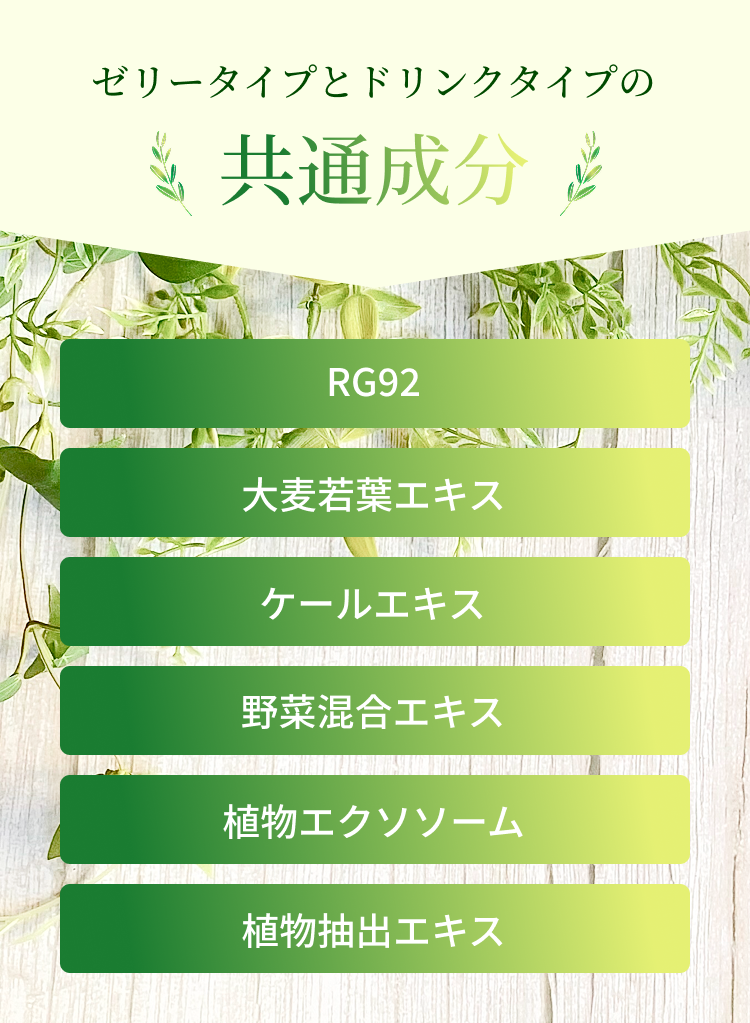 ゼリータイプとドリンクタイプの
共通成分
RG92
大麦若葉エキス
ケールエキス
野菜混合エキス
植物エクソソーム
植物抽出エキス